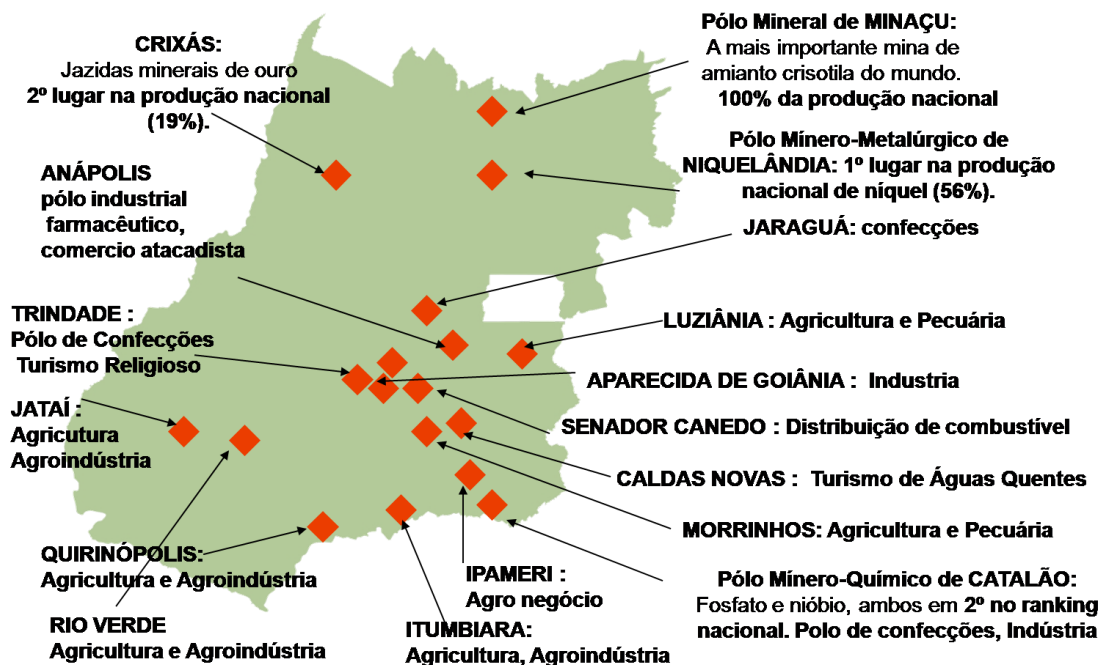 CRIXÁS:
Jazidas minerais de ouro
2º lugar na produção nacional
(19%).
Pólo Mineral de MINAÇU:
A mais importante mina de
amianto crisotila do mundo.
100% da produção nacional
Pólo Mínero-Metalúrgico de
NIQUELÂNDIA: 1º lugar na produção
nacional de níquel (56%).
ANÁPOLIS
pólo industrial
farmacêutico,
comercio atacadista
JARAGUÁ: confecções
TRINDADE :
Pólo de Confecções
Turismo Religioso
LUZIÂNIA : Agricultura e Pecuária
APARECIDA DE GOIÂNIA : Industria
JATAÍ :
Agricutura
Agroindústria
SENADOR CANEDO : Distribuição de combustível
CALDAS NOVAS : Turismo de Águas Quentes
MORRINHOS: Agricultura e Pecuária
QUIRINÓPOLIS:
Agricultura e Agroindústria
IPAMERI :
Agro negócio
Pólo Mínero-Químico de CATALÃO:
Fosfato e nióbio, ambos em 2º no ranking
nacional. Polo de confecções, Indústria
RIO VERDE
Agricultura e Agroindústria
ITUMBIARA:
Agricultura, Agroindústria